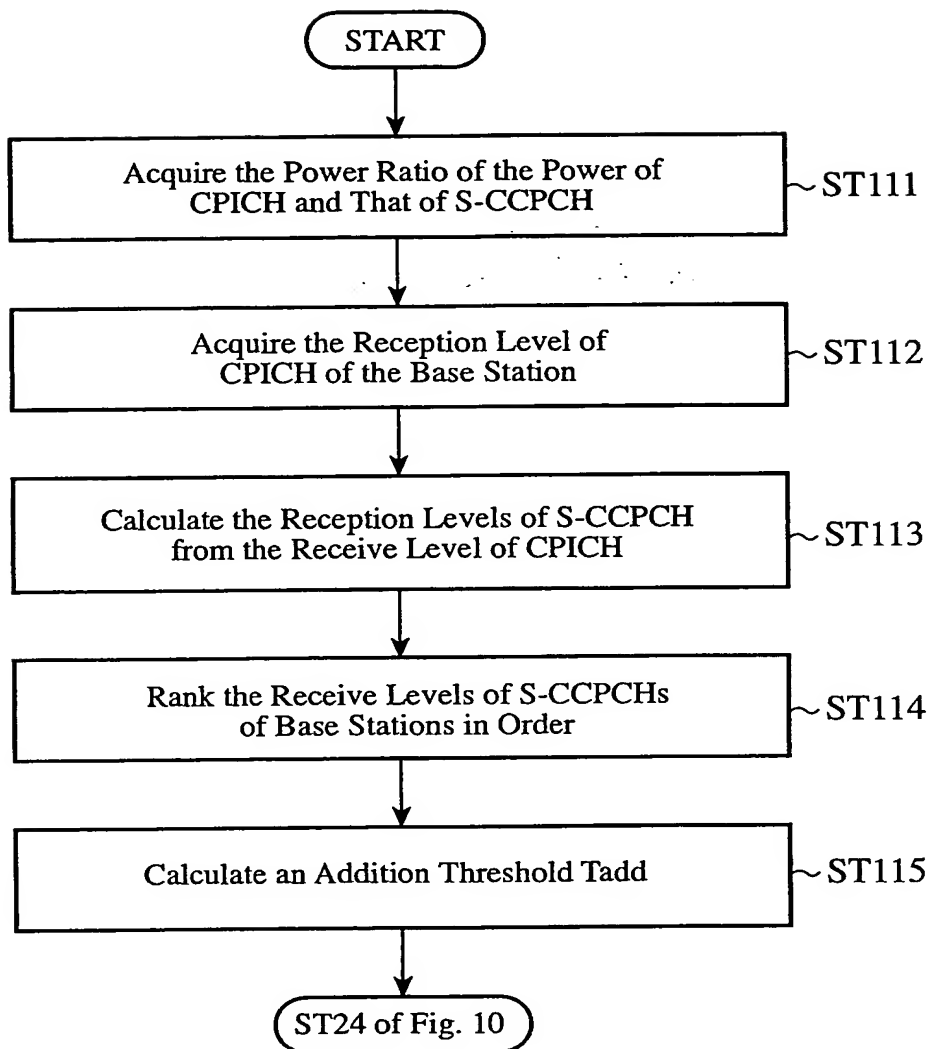 START
Acquire the Power Ratio of the Power of
CPICH and That of S-CCPCH
ST111
Acquire the Reception Level of
CPICH of the Base Station
ST112
Calculate the Reception Levels of S-CCPCH
from the Receive Level of CPICH
ST113
Rank the Receive Levels of S-CCPCHs
of Base Stations in Order
ST114
Calculate an Addition Threshold Tadd
ST115
ST24 of Fig. 10